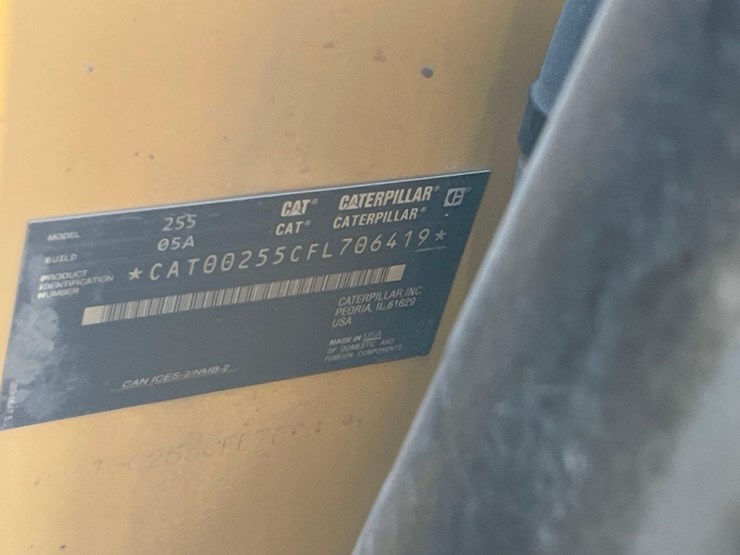 MODEL 255 CAT CATERPILLAR
BUILD 05A CAT CATERPILLAR
PRODUCT IDENTIFICATION NUMBER *CAT00255CFL706419*
CATERPILLAR INC.
PEORIA, IL, 61629
USA
MADE IN USA
OF DOMESTIC AND
FOREIGN COMPONENTS
CAN ICES-2/NMB-2